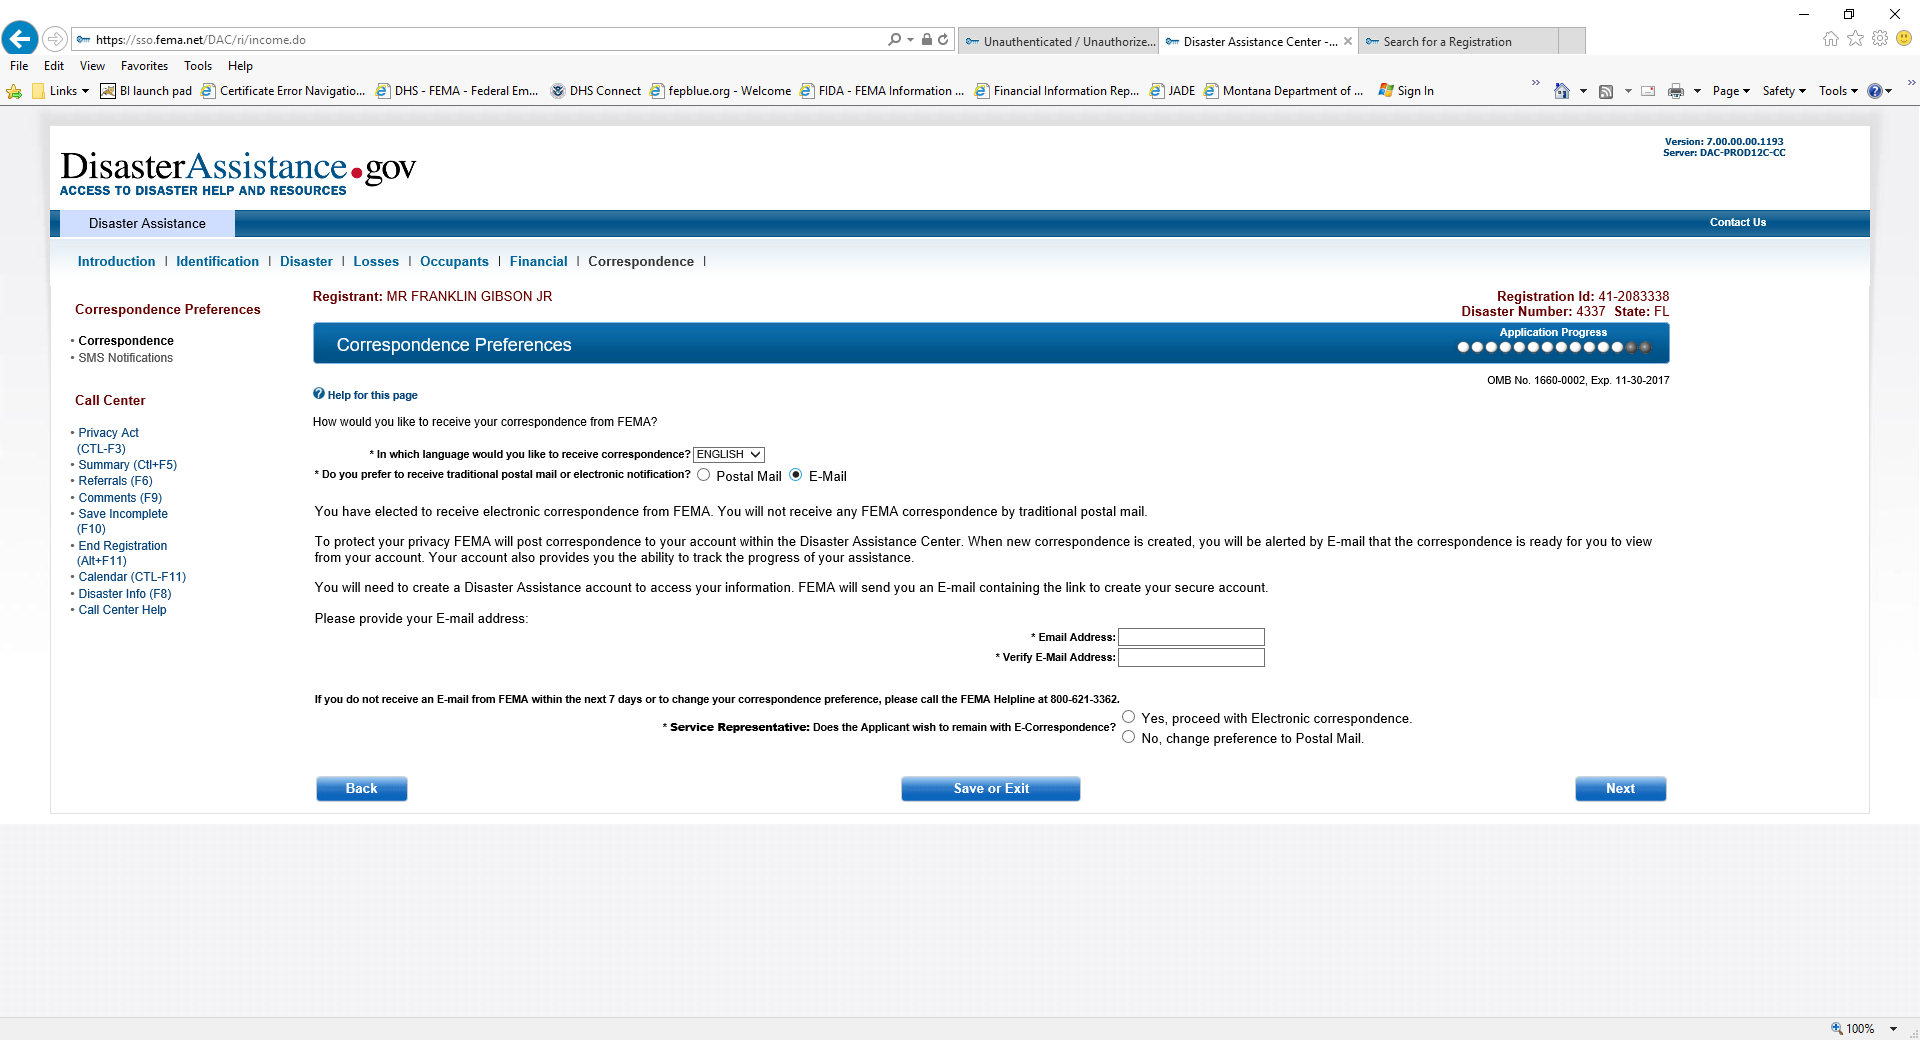 https://sso.fema.net/DAC/ri/income.do
Unauthenticated / Unauthorize...
Disaster Assistance Center -...
Search for a Registration
File Edit View Favorites Tools Help
Links BI launch pad Certificate Error Navigatio... DHS - FEMA - Federal Em... DHS Connect fepblue.org - Welcome FIDA - FEMA Information ... Financial Information Rep... JADE Montana Department of ... Sign In » Page Safety Tools »
Version: 7.00.00.00.1193
Server: DAC-PROD12C-CC
DisasterAssistance.gov
ACCESS TO DISASTER HELP AND RESOURCES
Disaster Assistance Contact Us
Introduction | Identification | Disaster | Losses | Occupants | Financial | Correspondence |
Correspondence Preferences
• Correspondence
• SMS Notifications
Call Center
• Privacy Act
(CTL-F3)
• Summary (Ctl+F5)
• Referrals (F6)
• Comments (F9)
• Save Incomplete
(F10)
• End Registration
(Alt+F11)
• Calendar (CTL-F11)
• Disaster Info (F8)
• Call Center Help
Registrant: MR FRANKLIN GIBSON JR
Registration Id: 41-2083338
Disaster Number: 4337 State: FL
Correspondence Preferences
Application Progress
OMB No. 1660-0002, Exp. 11-30-2017
? Help for this page
How would you like to receive your correspondence from FEMA?
* In which language would you like to receive correspondence? ENGLISH
* Do you prefer to receive traditional postal mail or electronic notification? Postal Mail E-Mail
You have elected to receive electronic correspondence from FEMA. You will not receive any FEMA correspondence by traditional postal mail.
To protect your privacy FEMA will post correspondence to your account within the Disaster Assistance Center. When new correspondence is created, you will be alerted by E-mail that the correspondence is ready for you to view
from your account. Your account also provides you the ability to track the progress of your assistance.
You will need to create a Disaster Assistance account to access your information. FEMA will send you an E-mail containing the link to create your secure account.
Please provide your E-mail address:
* Email Address:
* Verify E-Mail Address:
If you do not receive an E-mail from FEMA within the next 7 days or to change your correspondence preference, please call the FEMA Helpline at 800-621-3362.
* Service Representative: Does the Applicant wish to remain with E-Correspondence?
Yes, proceed with Electronic correspondence.
No, change preference to Postal Mail.
Back Save or Exit Next
100%